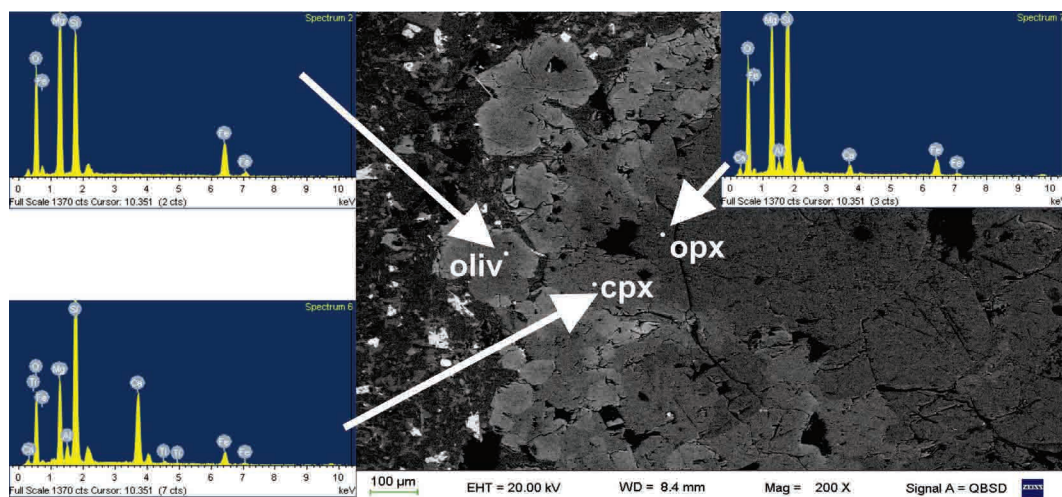 Spectrum 2
O
Fe
Mg
Si
Fe
Fe
0 1 2 3 4 5 6 7 8 9 10
Full Scale 1370 cts Cursor: 10.351 (2 cts) keV
Spectrum 7
Ca
O
Fe
Mg
Al
Si
Ca
Fe
Fe
0 1 2 3 4 5 6 7 8 9 10
Full Scale 1370 cts Cursor: 10.351 (3 cts) keV
oliv
opx
cpx
Spectrum 6
Ca
O
Ti
Fe
Mg
Al
Si
Ca
Ti
Ti
Fe
Fe
0 1 2 3 4 5 6 7 8 9 10
Full Scale 1370 cts Cursor: 10.351 (7 cts) keV
100 µm EHT = 20.00 kV WD = 8.4 mm Mag = 200 X Signal A = QBSD ZEISS